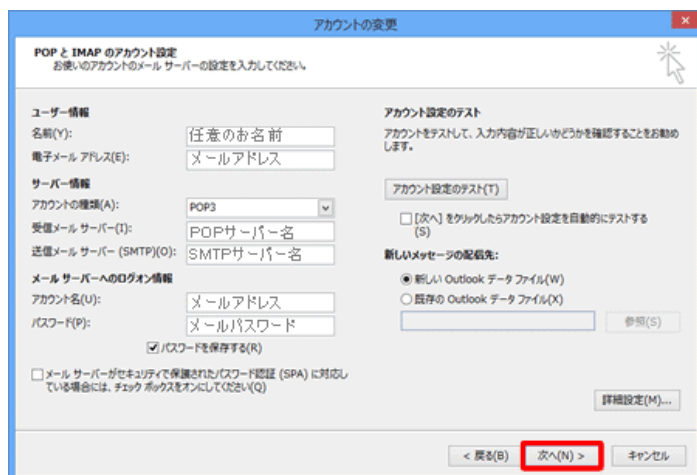 アカウントの変更
×
POP と IMAP のアカウント設定
お使いのアカウントのメール サーバーの設定を入力してください。
ユーザー情報
名前(Y):
任意のお名前
電子メール アドレス(E):
メールアドレス
サーバー情報
アカウントの種類(A):
POP3
受信メール サーバー(I):
POPサーバー名
送信メール サーバー (SMTP)(O):
SMTPサーバー名
メール サーバーへのログオン情報
アカウント名(U):
メールアドレス
パスワード(P):
メールパスワード
パスワードを保存する(R)
メール サーバーがセキュリティで保護されたパスワード認証 (SPA) に対応し
ている場合には、チェック ボックスをオンにしてください(Q)
アカウント設定のテスト
アカウントをテストして、入力内容が正しいかどうかを確認することをお勧め
します。
アカウント設定のテスト(T)
[次へ] をクリックしたらアカウント設定を自動的にテストする
(S)
新しいメッセージの配信先:
新しい Outlook データ ファイル(W)
既存の Outlook データ ファイル(X)
参照(S)
詳細設定(M)...
< 戻る(B)
次へ(N) >
キャンセル